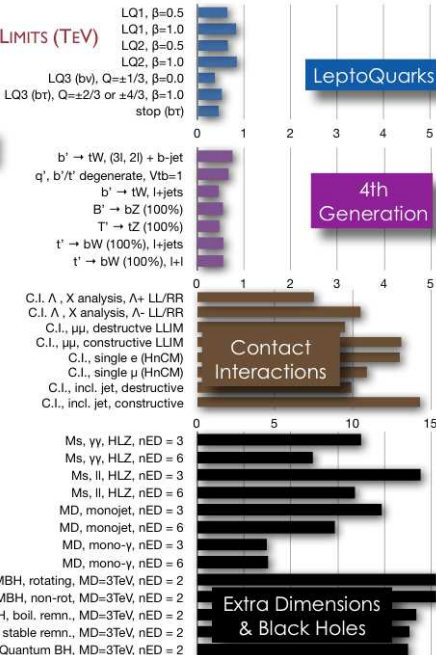 LIMITS (TEV)
LQ1, β=0.5
LQ1, β=1.0
LQ2, β=0.5
LQ2, β=1.0
LQ3 (bν), Q=±1/3, β=0.0
LQ3 (bτ), Q=±2/3 or ±4/3, β=1.0
stop (bτ)
LeptoQuarks
0 1 2 3 4 5
b' → tW, (3l, 2l) + b-jet
q', b'/t' degenerate, Vtb=1
b' → tW, l+jets
B' → bZ (100%)
T' → tZ (100%)
t' → bW (100%), l+jets
t' → bW (100%), l+l
4th
Generation
0 1 2 3 4 5
C.I. Λ , X analysis, Λ+ LL/RR
C.I. Λ , X analysis, Λ- LL/RR
C.I., μμ, destructve LLIM
C.I., μμ, constructive LLIM
C.I., single e (HnCM)
C.I., single μ (HnCM)
C.I., incl. jet, destructive
C.I., incl. jet, constructive
Contact
Interactions
0 5 10 15
Ms, γγ, HLZ, nED = 3
Ms, γγ, HLZ, nED = 6
Ms, ll, HLZ, nED = 3
Ms, ll, HLZ, nED = 6
MD, monojet, nED = 3
MD, monojet, nED = 6
MD, mono-γ, nED = 3
MD, mono-γ, nED = 6
MBH, rotating, MD=3TeV, nED = 2
MBH, non-rot, MD=3TeV, nED = 2
H, boil. remn., MD=3TeV, nED = 2
stable remn., MD=3TeV, nED = 2
Quantum BH, MD=3TeV, nED = 2
Extra Dimensions
& Black Holes